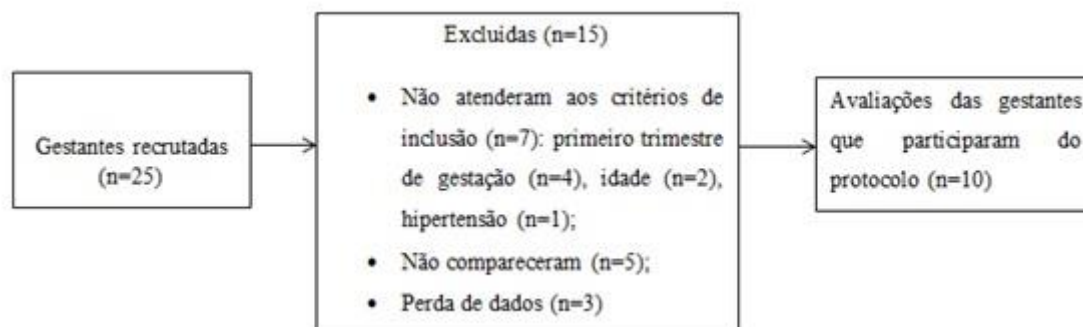 Gestantes recrutadas
(n=25)
Excluidas (n=15)
• Não atenderam aos critérios de
inclusão (n=7): primeiro trimestre
de gestação (n=4), idade (n=2),
hipertensão (n=1);
• Não compareceram (n=5);
• Perda de dados (n=3)
Avaliações das gestantes
que participaram do
protocolo (n=10)